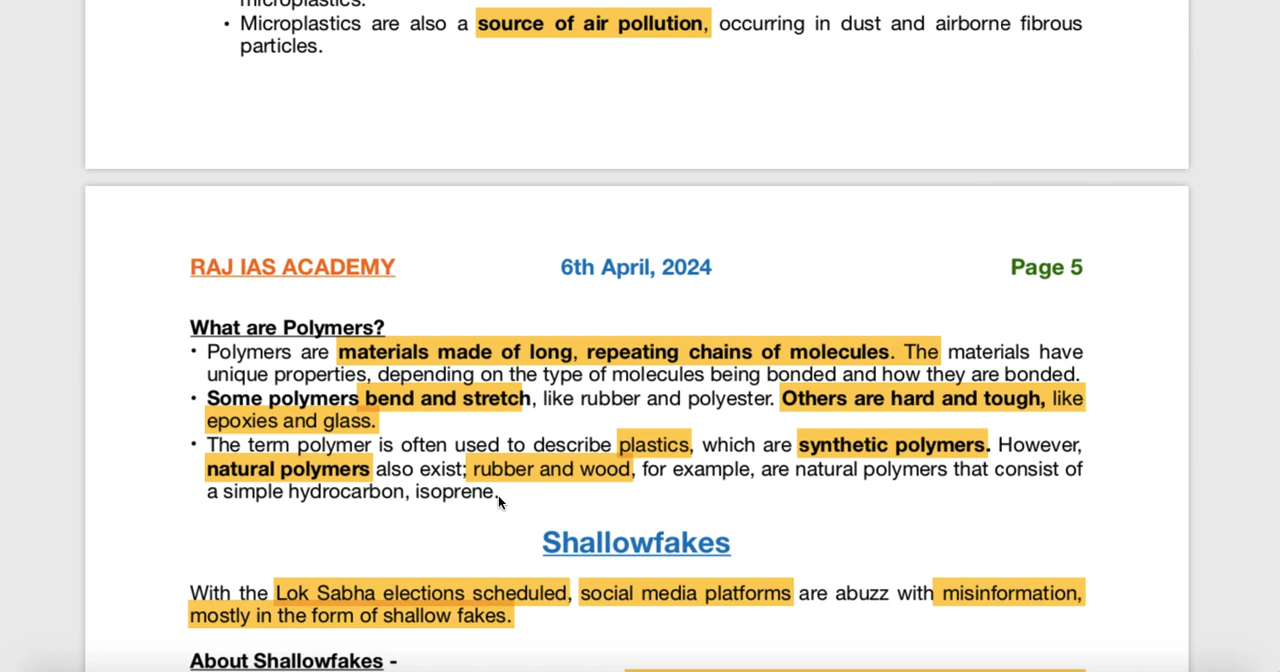 microplastics.
• Microplastics are also a source of air pollution, occurring in dust and airborne fibrous
particles.
RAJ IAS ACADEMY 6th April, 2024 Page 5
What are Polymers?
• Polymers are materials made of long, repeating chains of molecules. The materials have
unique properties, depending on the type of molecules being bonded and how they are bonded.
• Some polymers bend and stretch, like rubber and polyester. Others are hard and tough, like
epoxies and glass.
• The term polymer is often used to describe plastics, which are synthetic polymers. However,
natural polymers also exist; rubber and wood, for example, are natural polymers that consist of
a simple hydrocarbon, isoprene.
Shallowfakes
With the Lok Sabha elections scheduled, social media platforms are abuzz with misinformation,
mostly in the form of shallow fakes.
About Shallowfakes -